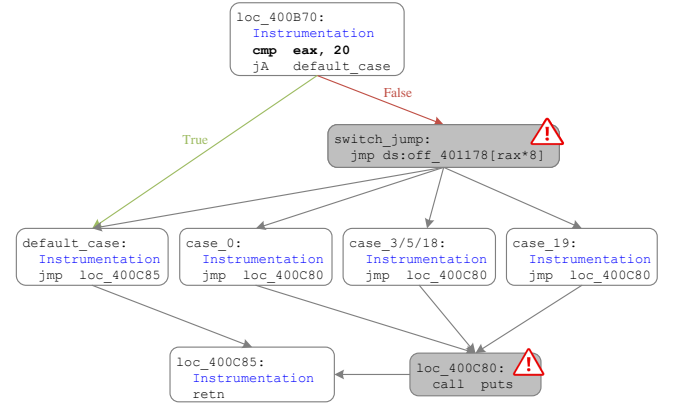 loc_400B70:
Instrumentation
cmp eax, 20
jA default_case
False
True
switch_jump:
jmp ds:off_401178[rax*8]
default_case:
Instrumentation
jmp loc_400C85
case_0:
Instrumentation
jmp loc_400C80
case_3/5/18:
Instrumentation
jmp loc_400C80
case_19:
Instrumentation
jmp loc_400C80
loc_400C85:
Instrumentation
retn
loc_400C80:
call puts